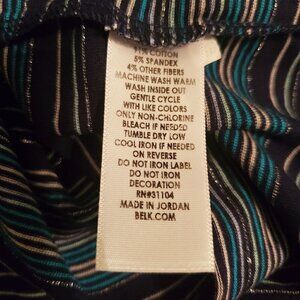 COTTON
5% SPANDEX
4% OTHER FIBERS
MACHINE WASH WARM
WASH INSIDE OUT
GENTLE CYCLE
WITH LIKE COLORS
ONLY NON-CHLORINE
BLEACH IF NEEDED
TUMBLE DRY LOW
COOL IRON IF NEEDED
ON REVERSE
DO NOT IRON LABEL
DO NOT IRON
DECORATION
RN#31104
MADE IN JORDAN
BELK.COM